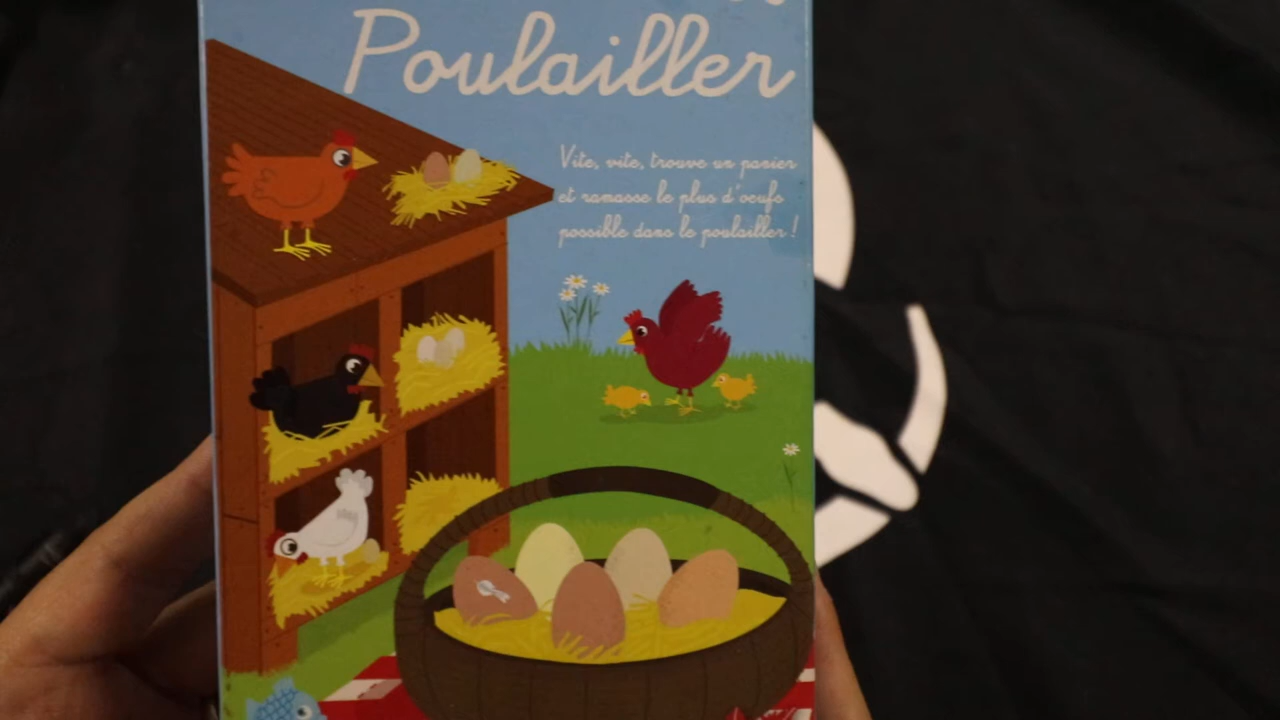 Poulailler
Vite, vite, trouve un panier
et ramasse le plus d'oeufs
possible dans le poulailler !